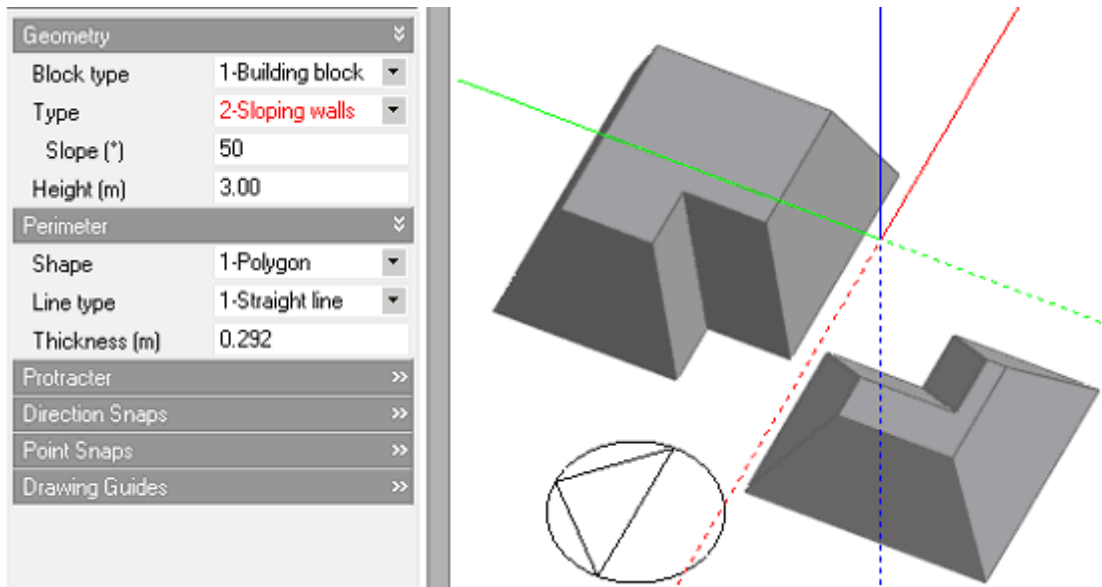 Geometry
Block type 1-Building block
Type 2-Sloping walls
Slope (°) 50
Height (m) 3.00
Perimeter
Shape 1-Polygon
Line type 1-Straight line
Thickness (m) 0.292
Protracter
Direction Snaps
Point Snaps
Drawing Guides